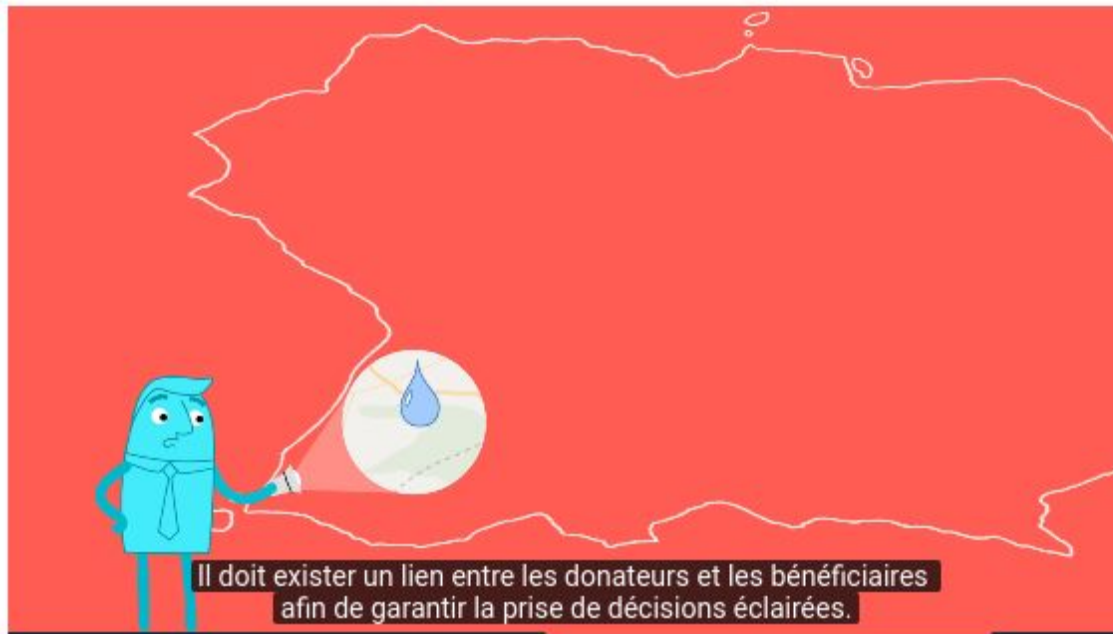 Il doit exister un lien entre les donateurs et les bénéficiaires
afin de garantir la prise de décisions éclairées.